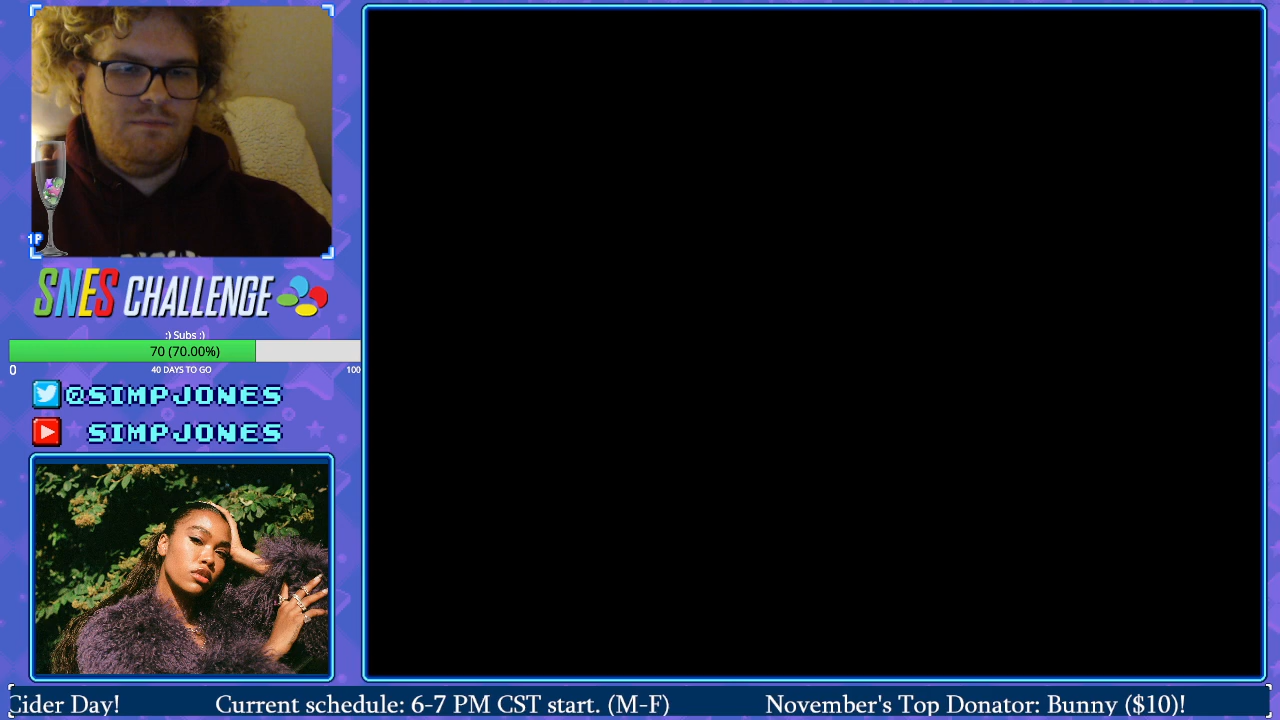 1P
SNES CHALLENGE
:) Subs :)
70 (70.00%)
0 40 DAYS TO GO 100
@SIMPJONES
SIMPJONES
Cider Day! Current schedule: 6-7 PM CST start. (M-F) November's Top Donator: Bunny ($10)!